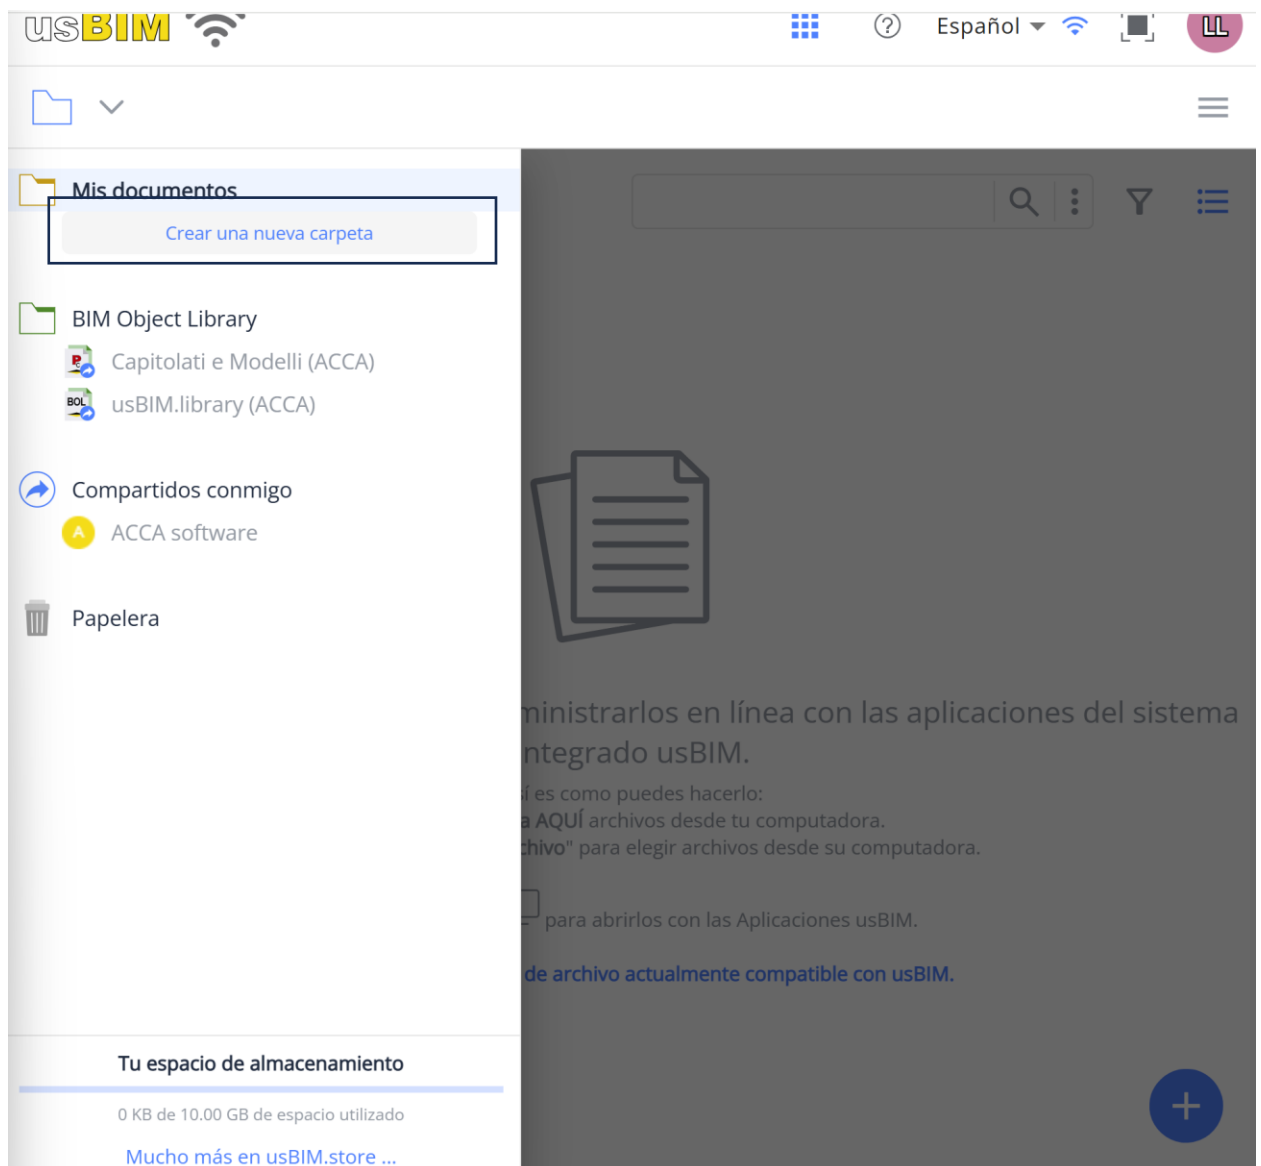 usBIM
Español
LL
Mis documentos
Crear una nueva carpeta
BIM Object Library
Capitolati e Modelli (ACCA)
BOL
usBIM.library (ACCA)
Compartidos conmigo
A
ACCA software
Papelera
ministrarlos en línea con las aplicaciones del sistema
ntegrado usBIM.
sí es como puedes hacerlo:
a AQUÍ archivos desde tu computadora.
chivo" para elegir archivos desde su computadora.
para abrirlos con las Aplicaciones usBIM.
de archivo actualmente compatible con usBIM.
Tu espacio de almacenamiento
0 KB de 10.00 GB de espacio utilizado
Mucho más en usBIM.store ...